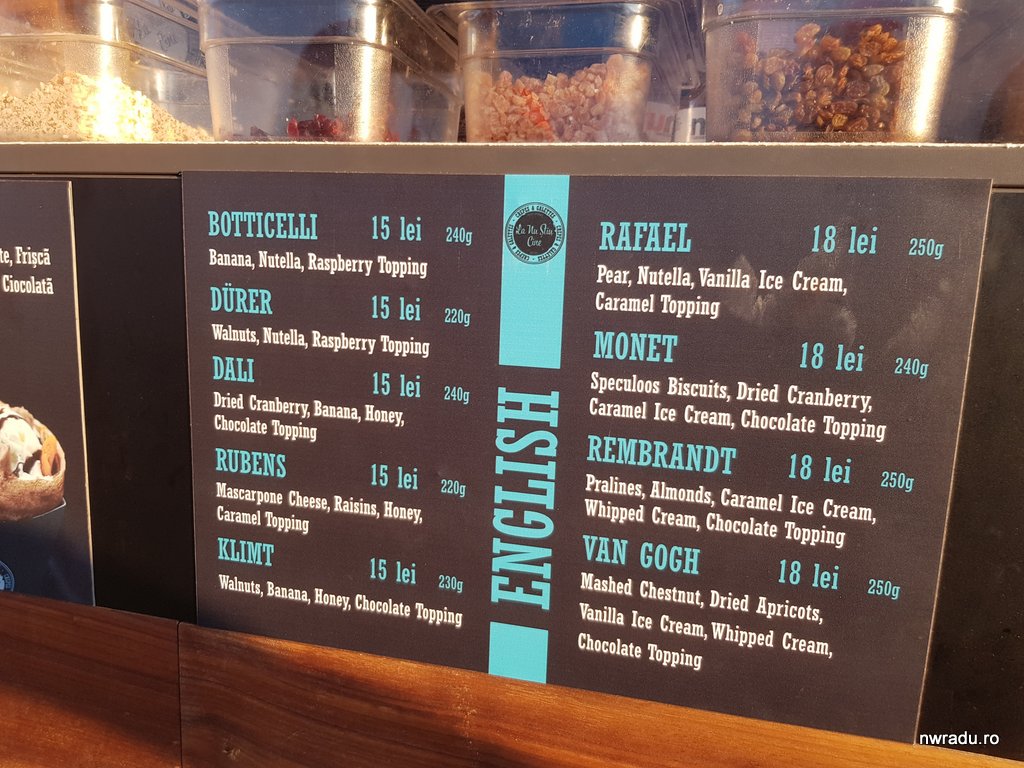 te, Frișcă
Ciocolată
BOTTICELLI 15 lei 240g
Banana, Nutella, Raspberry Topping
DÜRER 15 lei 220g
Walnuts, Nutella, Raspberry Topping
DALI 15 lei 240g
Dried Cranberry, Banana, Honey,
Chocolate Topping
RUBENS 15 lei 220g
Mascarpone Cheese, Raisins, Honey,
Caramel Topping
KLIMT 15 lei 230g
Walnuts, Banana, Honey, Chocolate Topping
La Nu Știu
Cine
ENGLISH
RAFAEL 18 lei 250g
Pear, Nutella, Vanilla Ice Cream,
Caramel Topping
MONET 18 lei 240g
Speculoos Biscuits, Dried Cranberry,
Caramel Ice Cream, Chocolate Topping
REMBRANDT 18 lei 250g
Pralines, Almonds, Caramel Ice Cream,
Whipped Cream, Chocolate Topping
VAN GOGH 18 lei 250g
Mashed Chestnut, Dried Apricots,
Vanilla Ice Cream, Whipped Cream,
Chocolate Topping
nwradu.ro